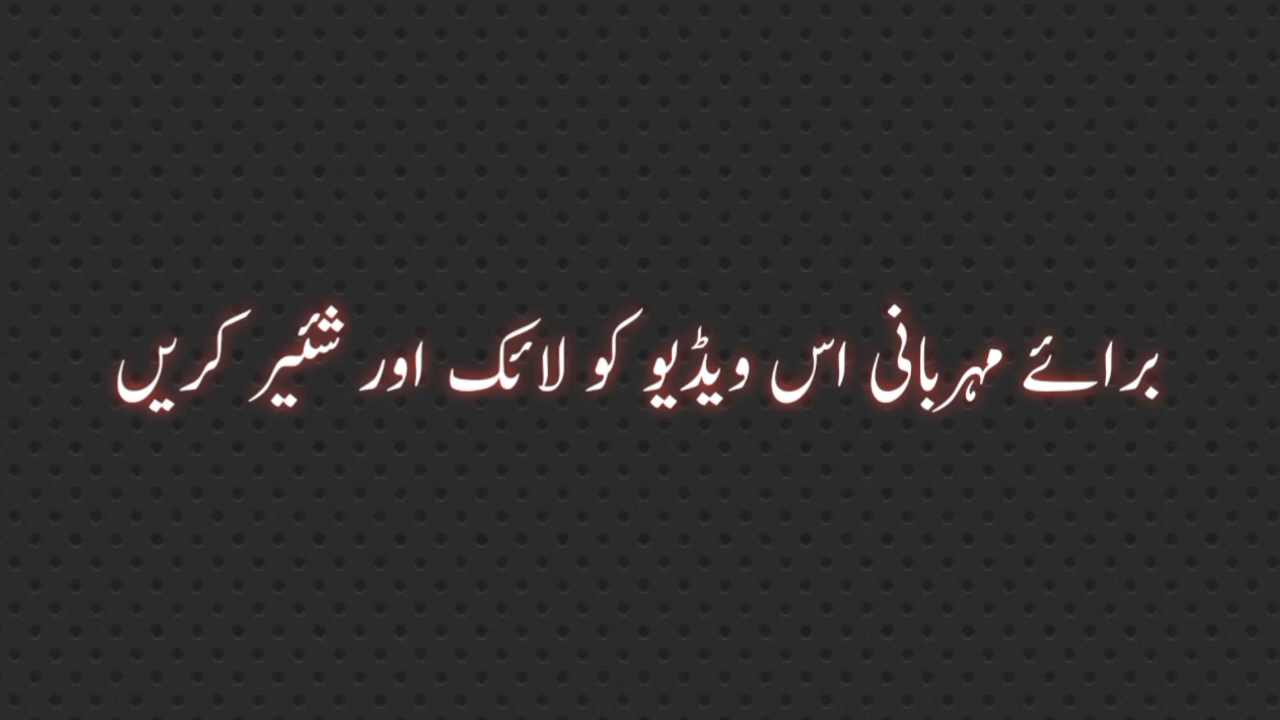 برائے مہربانی اس ویڈیو کو لائک اور شئیر کریں